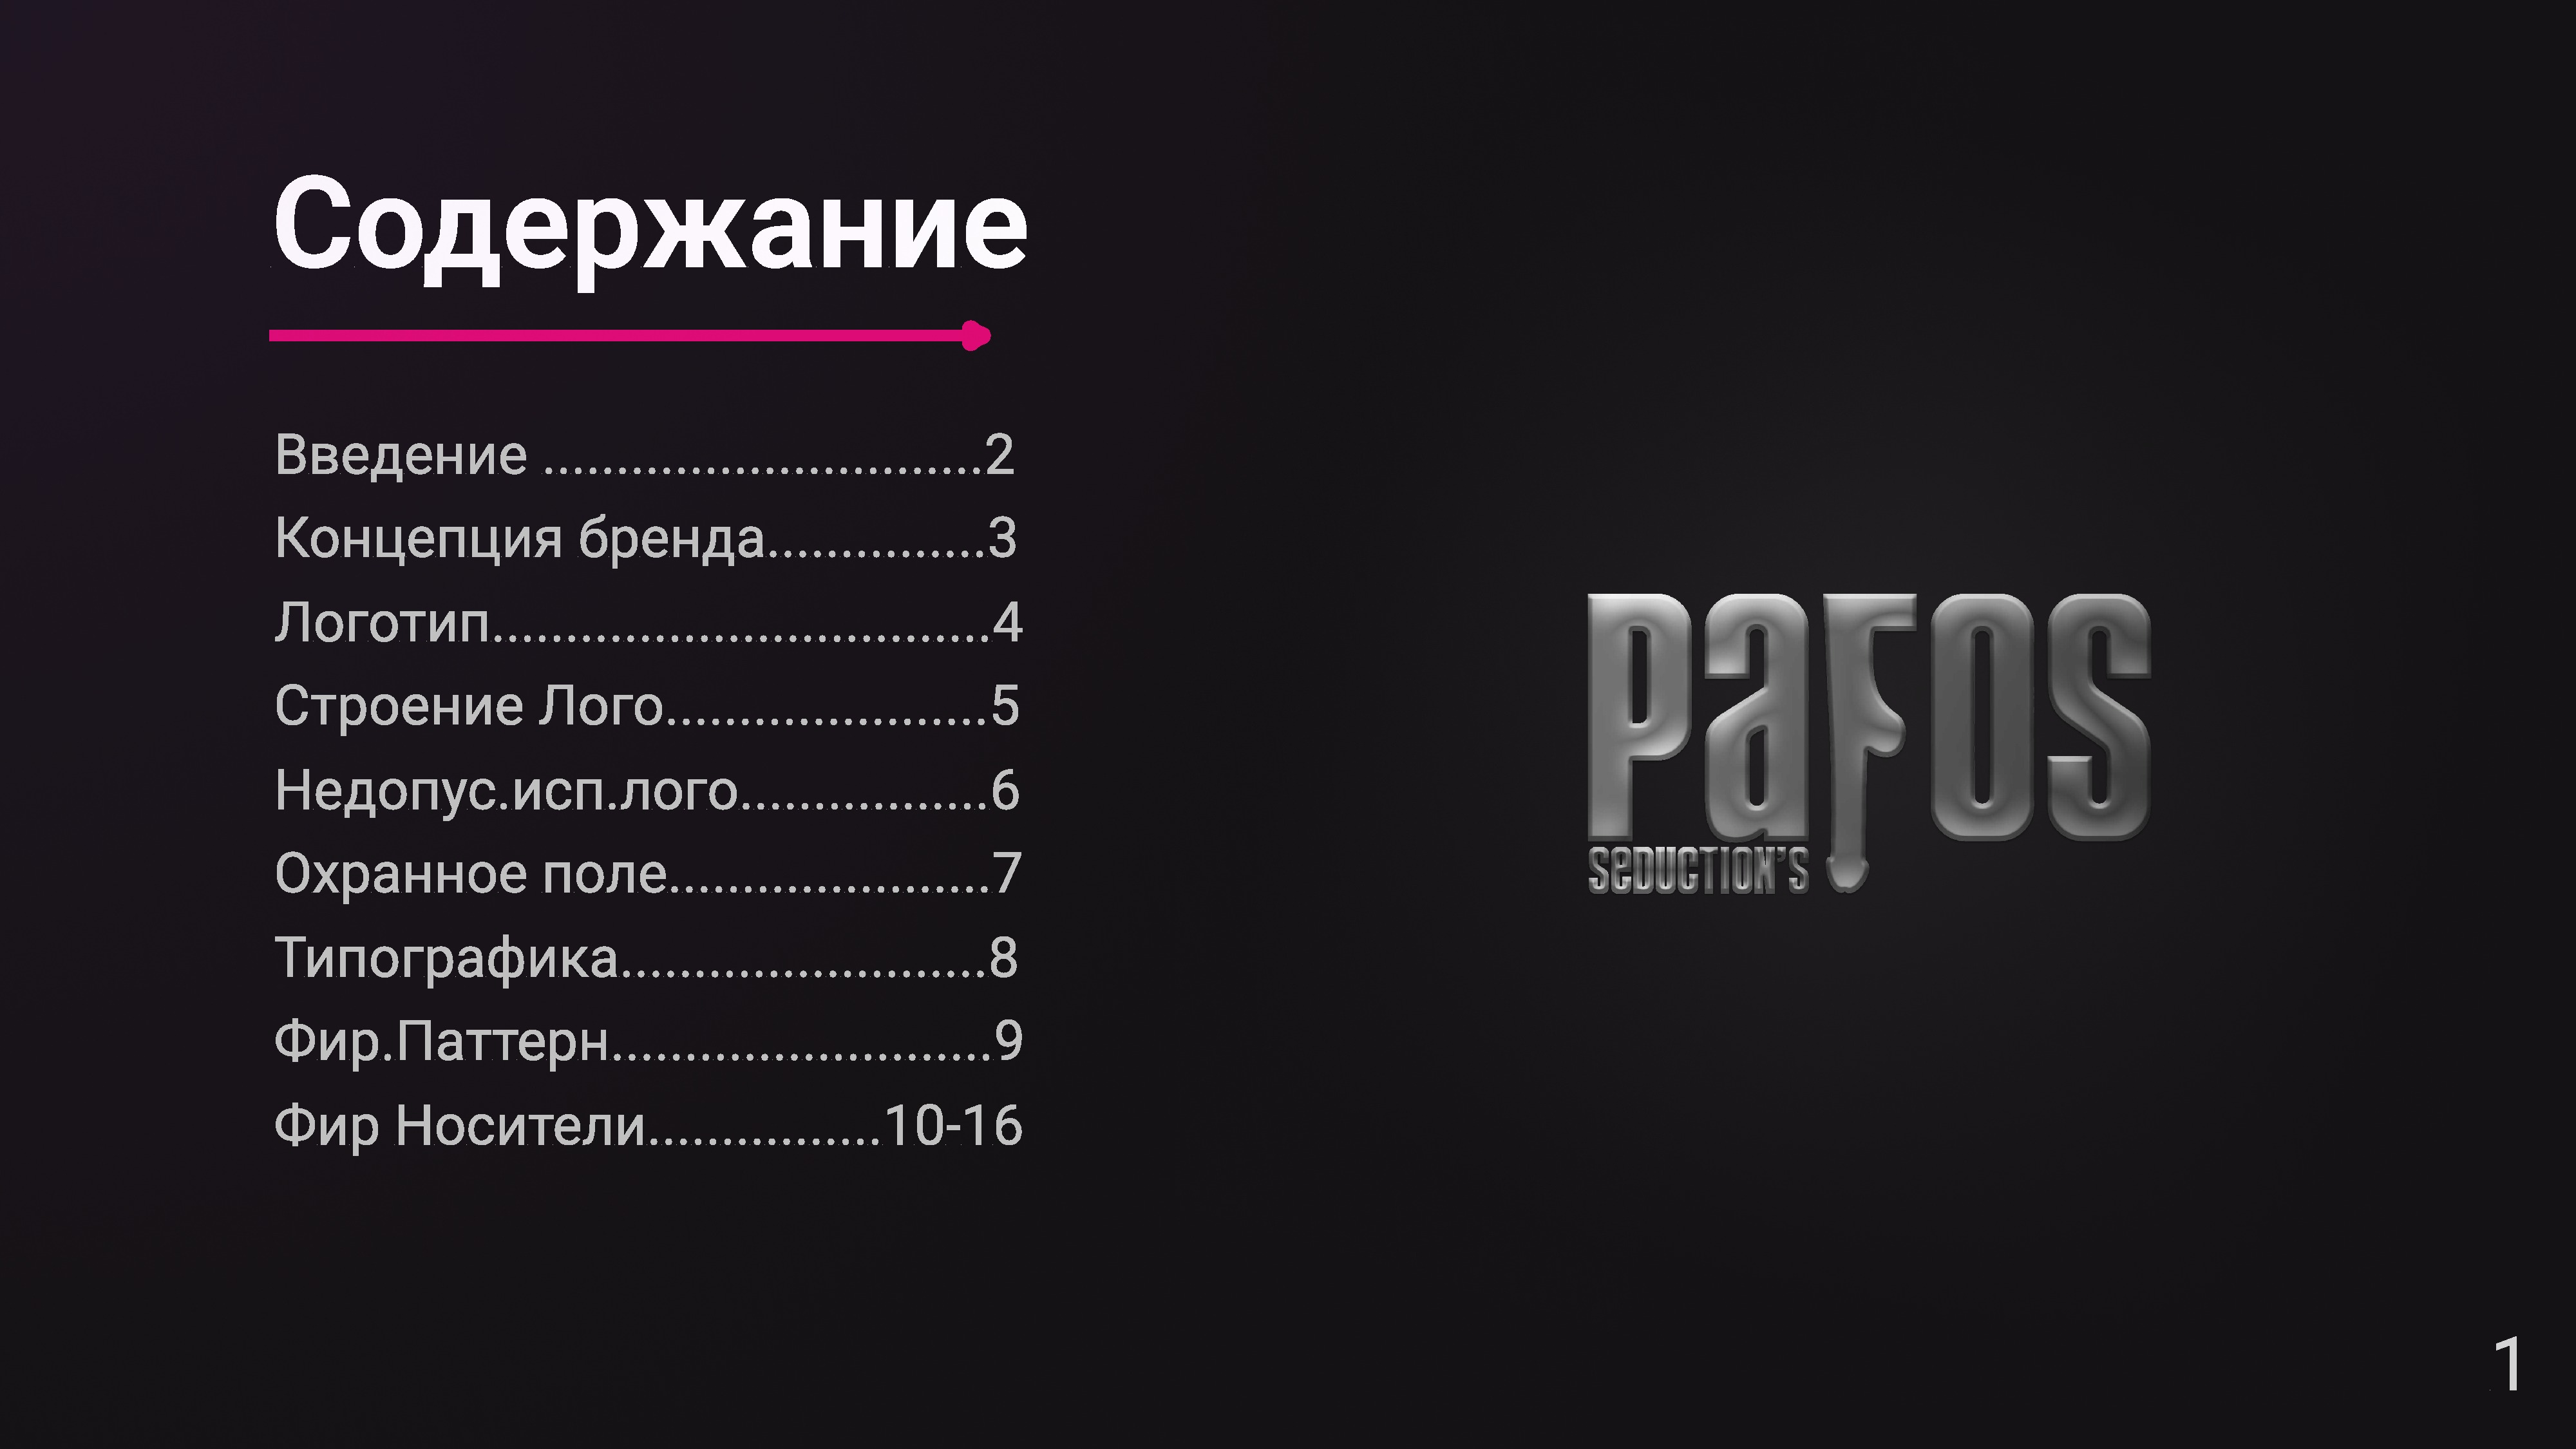 Содержание
Введение ..............................2
Концепция бренда...............3
Логотип..................................4
Строение Лого......................5
Недопус.исп.лого.................6
Охранное поле......................7
Типографика.........................8
Фир.Паттерн..........................9
Фир Носители................10-16
PaFOS
SeDUCTION'S
1